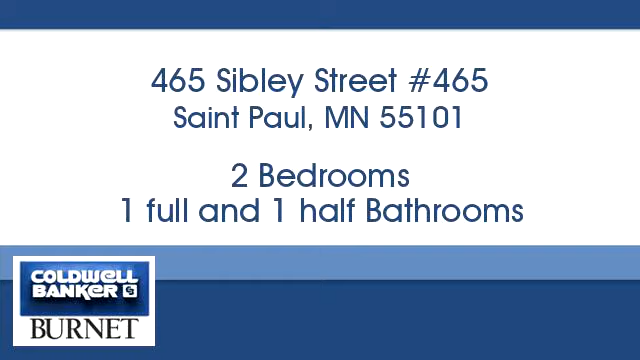 465 Sibley Street #465
Saint Paul, MN 55101
2 Bedrooms
1 full and 1 half Bathrooms
COLDWELL
BANKER
BURNET